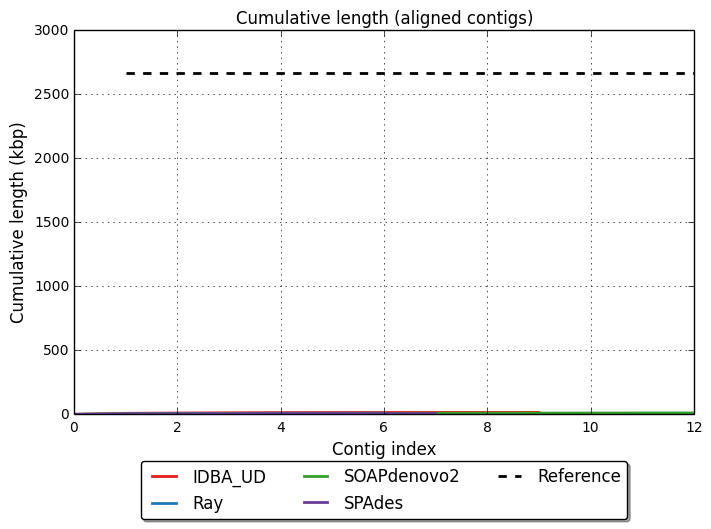 Cumulative length (aligned contigs)
3000
2500
2000
1500
1000
500
0
Cumulative length (kbp)
0 2 4 6 8 10 12
Contig index
IDBA_UD SOAPdenovo2 Reference
Ray SPAdes